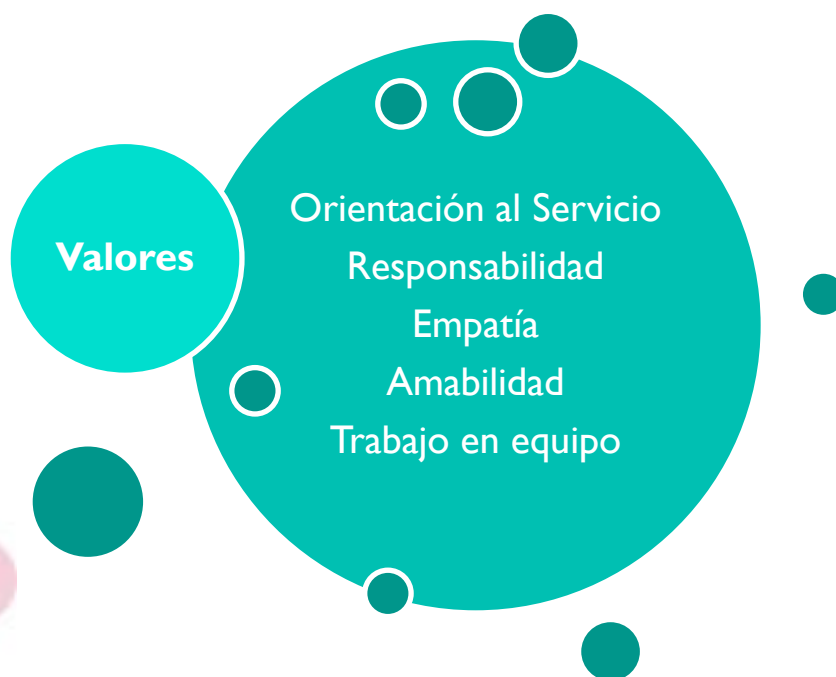 Valores
Orientación al Servicio
Responsabilidad
Empatía
Amabilidad
Trabajo en equipo